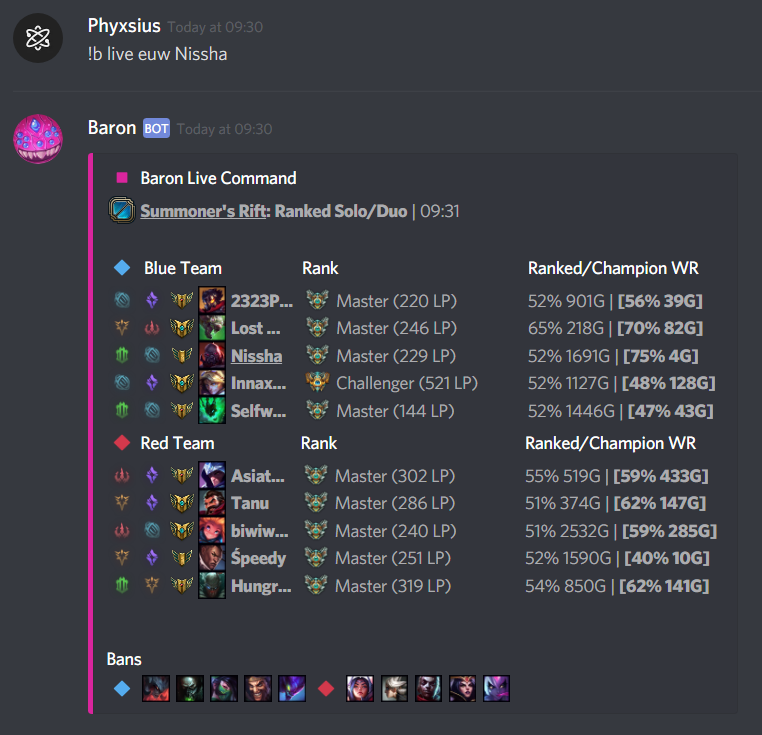 Phyxsius Today at 09:30
!b live euw Nissha
Baron BOT Today at 09:30
Baron Live Command
Summoner's Rift: Ranked Solo/Duo | 09:31
Blue Team Rank Ranked/Champion WR
2323P... Master (220 LP) 52% 901G | [56% 39G]
Lost ... Master (246 LP) 65% 218G | [70% 82G]
Nissha Master (229 LP) 52% 1691G | [75% 4G]
Innax... Challenger (521 LP) 52% 1127G | [48% 128G]
Selfw... Master (144 LP) 52% 1446G | [47% 43G]
Red Team Rank Ranked/Champion WR
Asiat... Master (302 LP) 55% 519G | [59% 433G]
Tanu Master (286 LP) 51% 374G | [62% 147G]
biwiw... Master (240 LP) 51% 2532G | [59% 285G]
Śpeedy Master (251 LP) 52% 1590G | [40% 10G]
Hungr... Master (319 LP) 54% 850G | [62% 141G]
Bans